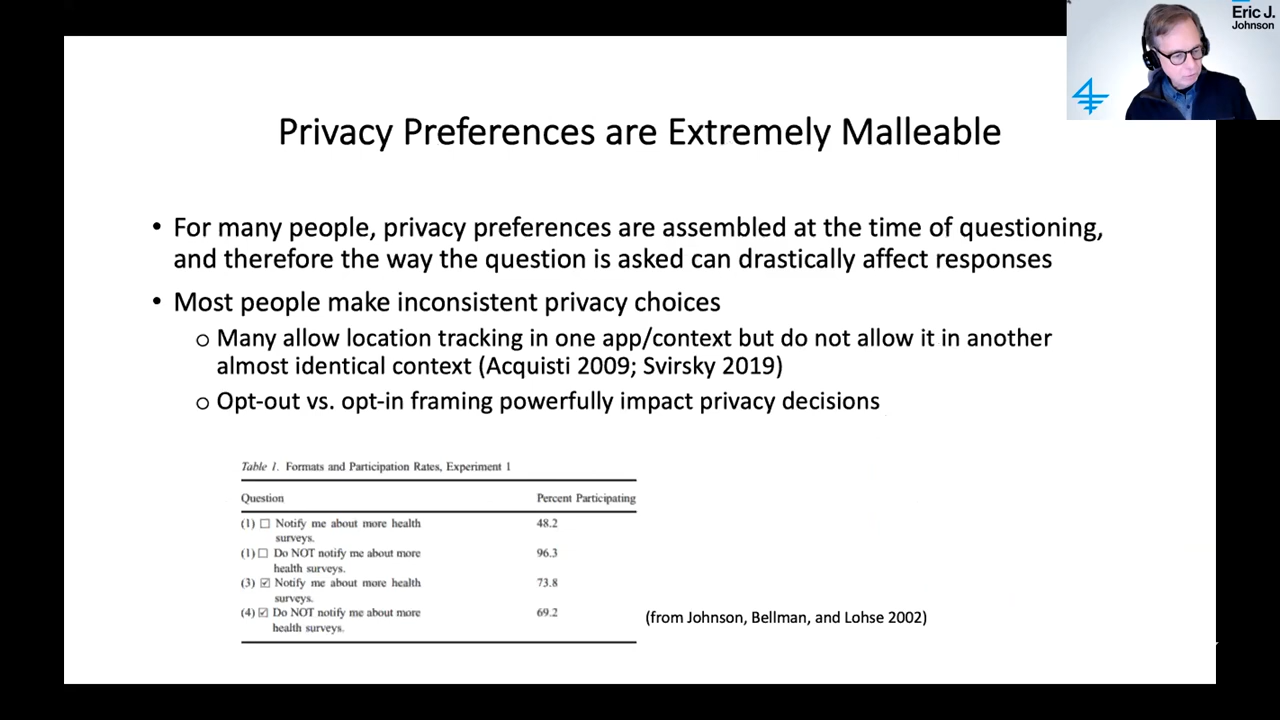 Eric J.
Johnson
Privacy Preferences are Extremely Malleable
• For many people, privacy preferences are assembled at the time of questioning,
and therefore the way the question is asked can drastically affect responses
• Most people make inconsistent privacy choices
o Many allow location tracking in one app/context but do not allow it in another
almost identical context (Acquisti 2009; Svirsky 2019)
o Opt-out vs. opt-in framing powerfully impact privacy decisions
Table 1. Formats and Participation Rates, Experiment 1
Question Percent Participating
(1) ☐ Notify me about more health 48.2
surveys.
(1) ☐ Do NOT notify me about more 96.3
health surveys.
(3) ☑ Notify me about more health 73.8
surveys.
(4) ☑ Do NOT notify me about more 69.2
health surveys.
(from Johnson, Bellman, and Lohse 2002)